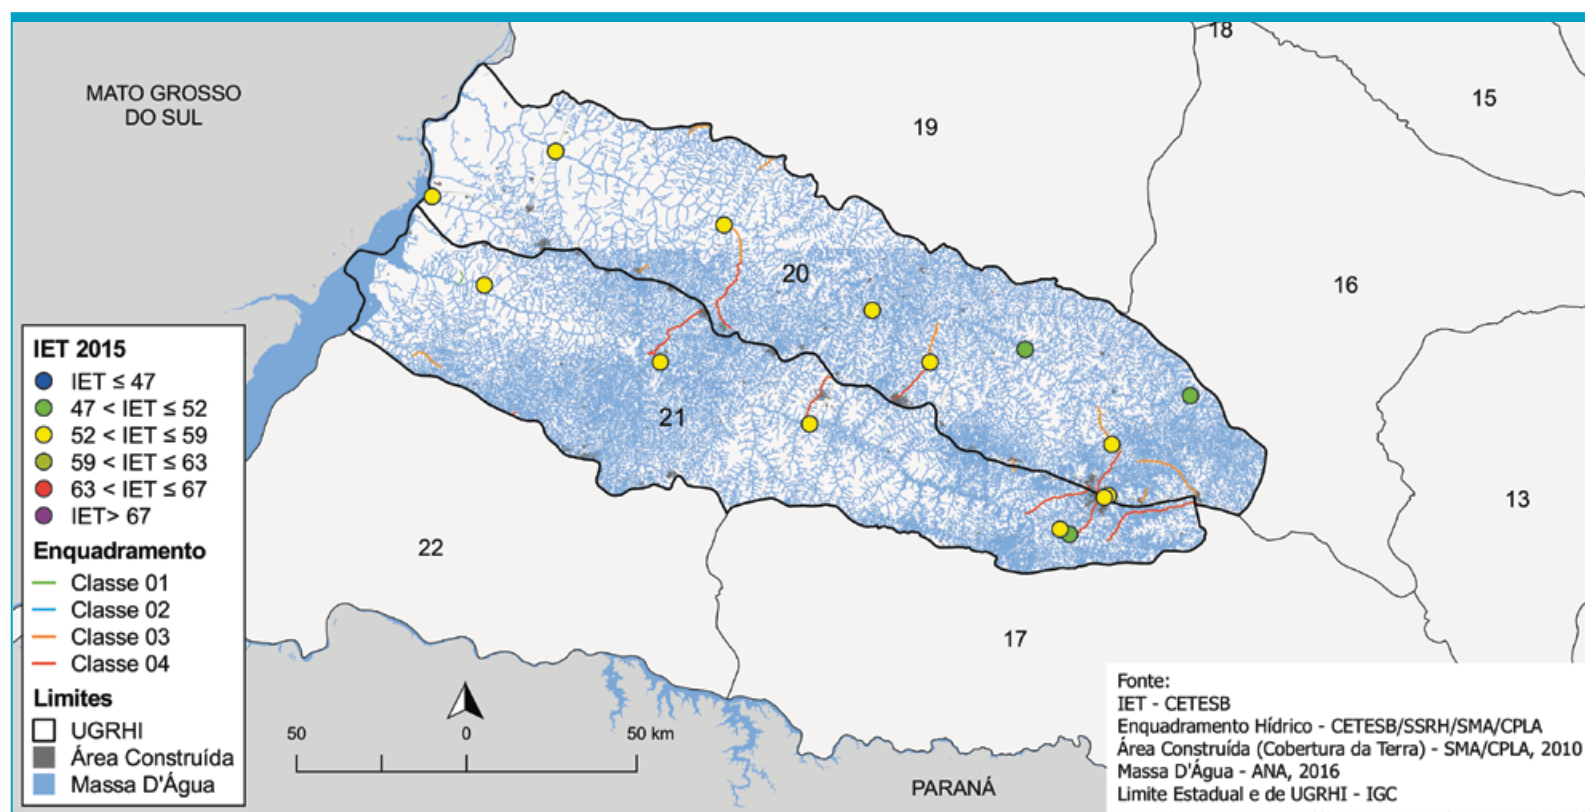 18
MATO GROSSO
DO SUL
15
19
20
16
IET 2015
IET ≤ 47
47 < IET ≤ 52
52 < IET ≤ 59
59 < IET ≤ 63
63 < IET ≤ 67
IET> 67
Enquadramento
Classe 01
Classe 02
Classe 03
Classe 04
Limites
UGRHI
Área Construída
Massa D'Água
21
13
22
17
50
0
50 km
PARANÁ
Fonte:
IET - CETESB
Enquadramento Hídrico - CETESB/SSRH/SMA/CPLA
Área Construída (Cobertura da Terra) - SMA/CPLA, 2010
Massa D'Água - ANA, 2016
Limite Estadual e de UGRHI - IGC